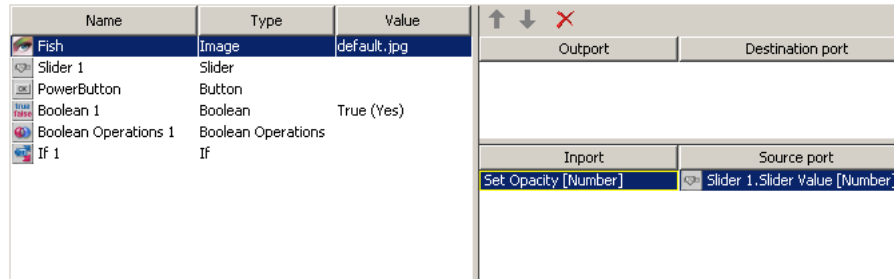 Name Type Value
Fish Image default.jpg
Slider 1 Slider
PowerButton Button
Boolean 1 Boolean True (Yes)
Boolean Operations 1 Boolean Operations
If 1 If
Outport Destination port
Inport Source port
Set Opacity [Number] Slider 1.Slider Value [Number]